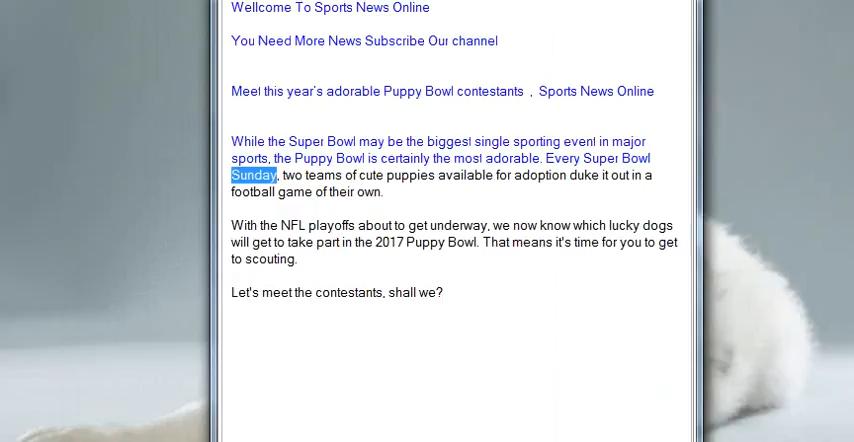 Wellcome To Sports News Online
You Need More News Subscribe Our channel
Meet this year's adorable Puppy Bowl contestants , Sports News Online
While the Super Bowl may be the biggest single sporting event in major
sports, the Puppy Bowl is certainly the most adorable. Every Super Bowl
Sunday, two teams of cute puppies available for adoption duke it out in a
football game of their own.
With the NFL playoffs about to get underway, we now know which lucky dogs
will get to take part in the 2017 Puppy Bowl. That means it's time for you to get
to scouting.
Let's meet the contestants, shall we?